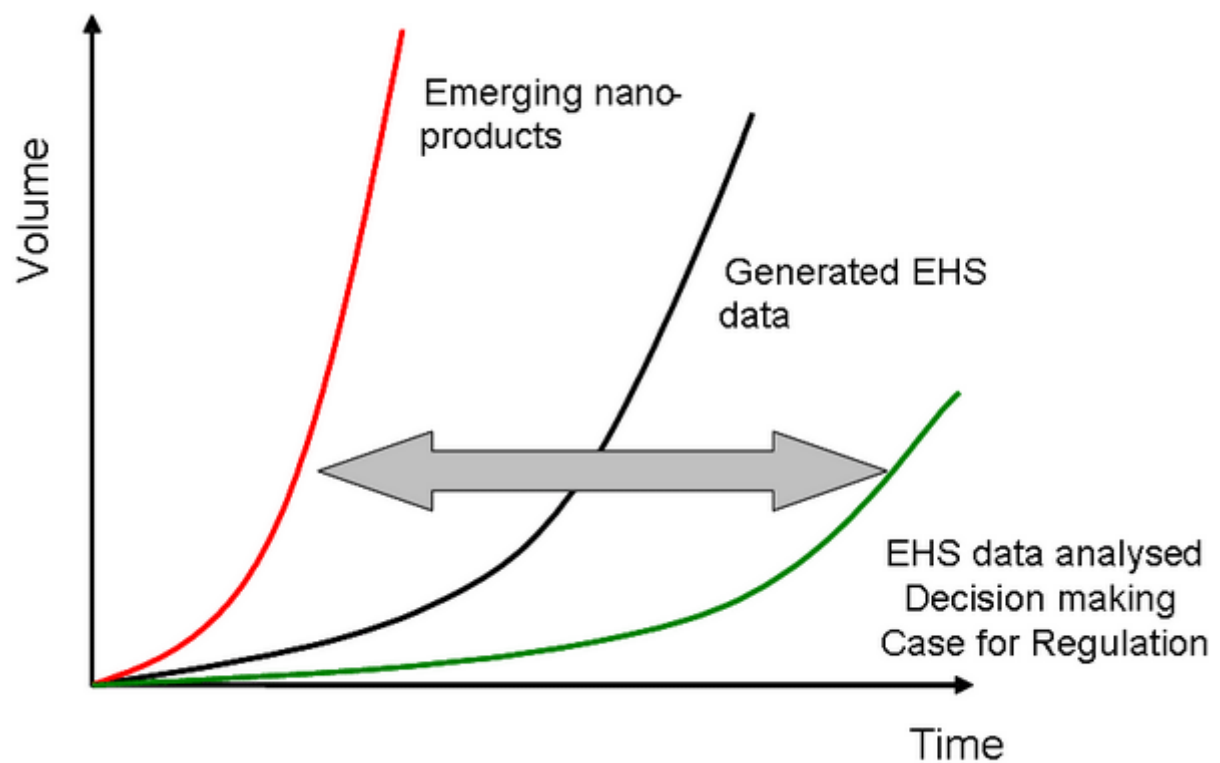 Emerging nano-
products
Volume
Generated EHS
data
EHS data analysed
Decision making
Case for Regulation
Time